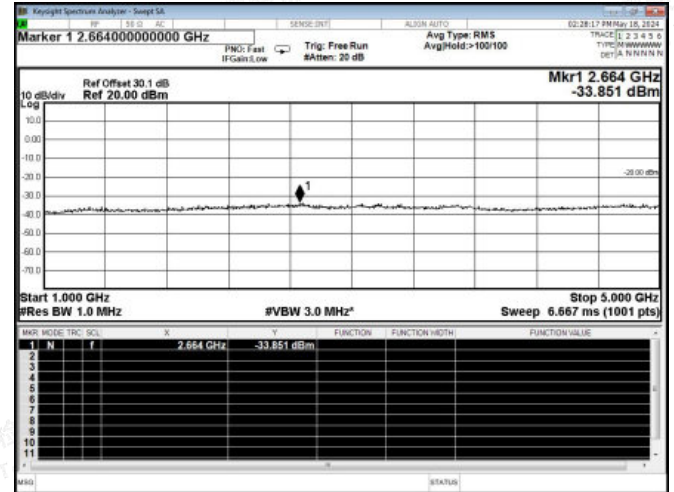 Keysight Spectrum Analyzer - Swept SA
RF 50 Ω AC SENSE:INT ALIGN AUTO 02:28:17 PM May 18, 2024
Marker 1 2.664000000000 GHz
PNO: Fast
IFGain:Low
Trig: Free Run
#Atten: 20 dB
Avg Type: RMS
Avg|Hold:>100/100
TRACE 1 2 3 4 5 6
TYPE M W W W W W
DET A N N N N N
Ref Offset 30.1 dB
10 dB/div Ref 20.00 dBm
Log
Mkr1 2.664 GHz
-33.851 dBm
10.0
0.00
-10.0
-20.0
-20.00 dBm
1
-30.0
-40.0
-50.0
-60.0
-70.0
Start 1.000 GHz Stop 5.000 GHz
#Res BW 1.0 MHz #VBW 3.0 MHz* Sweep 6.667 ms (1001 pts)
MKR MODE TRC SCL X Y FUNCTION FUNCTION WIDTH FUNCTION VALUE
1 N f 2.664 GHz -33.851 dBm
2
3
4
5
6
7
8
9
10
11
MSG STATUS